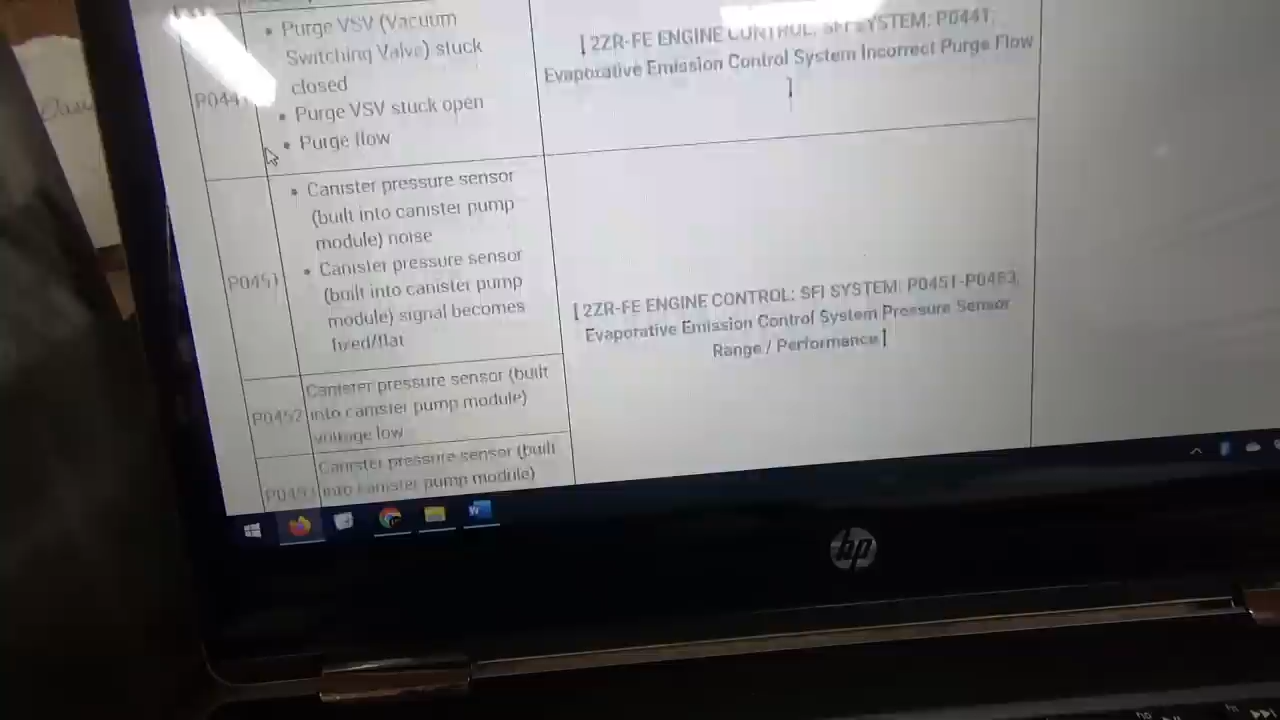 • Purge VSV (Vacuum
Switching Valve) stuck
closed
• Purge VSV stuck open
• Purge flow
P0441
[ 2ZR-FE ENGINE CONTROL: SFI SYSTEM: P0441;
Evaporative Emission Control System Incorrect Purge Flow
]
• Canister pressure sensor
(built into canister pump
module) noise
• Canister pressure sensor
(built into canister pump
module) signal becomes
fixed/flat
P0451
[ 2ZR-FE ENGINE CONTROL: SFI SYSTEM: P0451-P0453;
Evaporative Emission Control System Pressure Sensor
Range / Performance ]
P0452
Canister pressure sensor (built
into canister pump module)
voltage low
P0453
Canister pressure sensor (built
into canister pump module)
hp